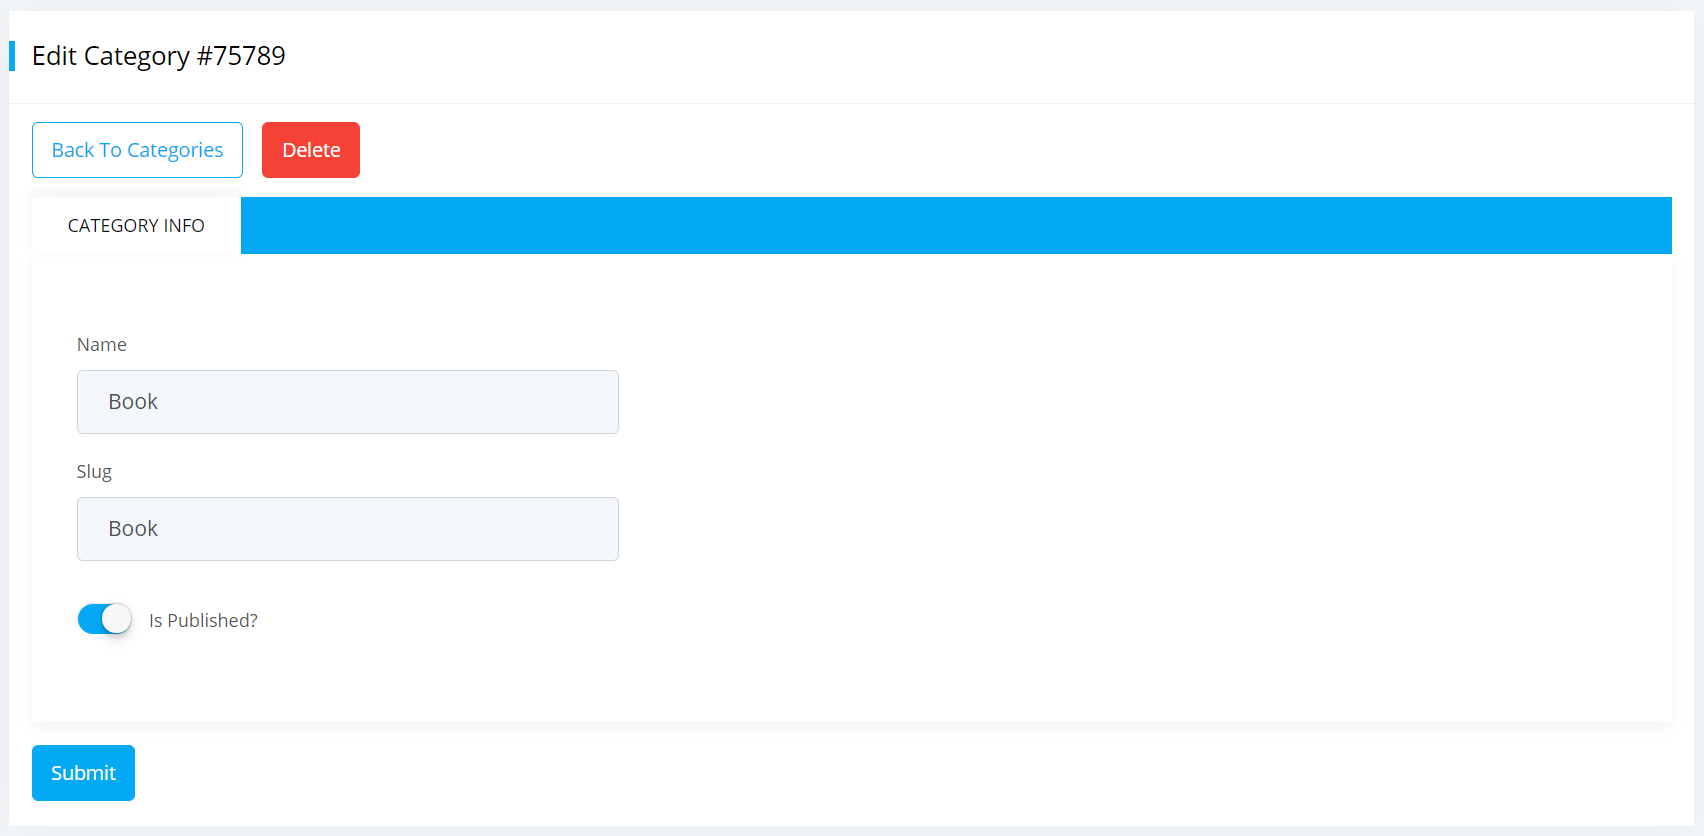 Edit Category #75789
Back To Categories Delete
CATEGORY INFO
Name
Book
Slug
Book
Is Published?
Submit